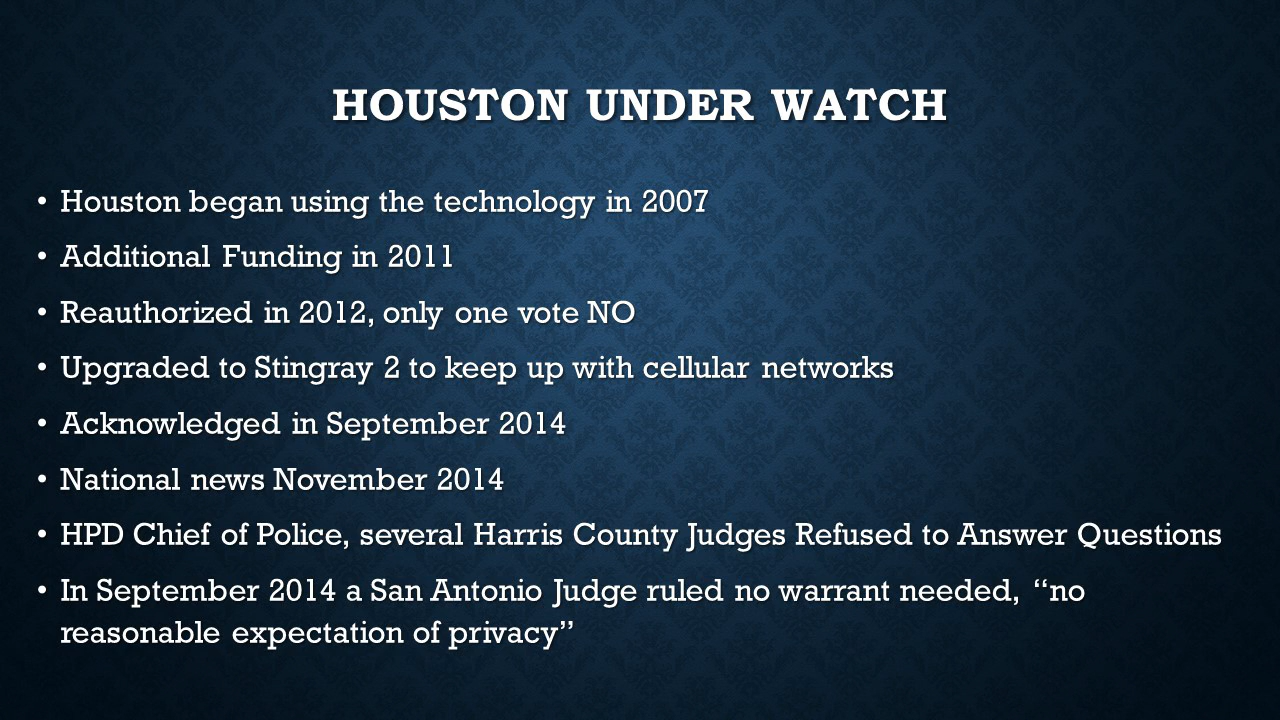 HOUSTON UNDER WATCH
• Houston began using the technology in 2007
• Additional Funding in 2011
• Reauthorized in 2012, only one vote NO
• Upgraded to Stingray 2 to keep up with cellular networks
• Acknowledged in September 2014
• National news November 2014
• HPD Chief of Police, several Harris County Judges Refused to Answer Questions
• In September 2014 a San Antonio Judge ruled no warrant needed, “no
reasonable expectation of privacy”